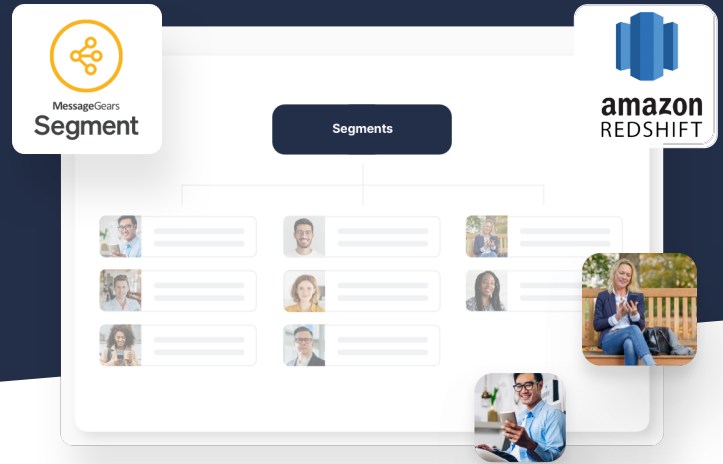 MessageGears
Segment
amazon
REDSHIFT
Segments